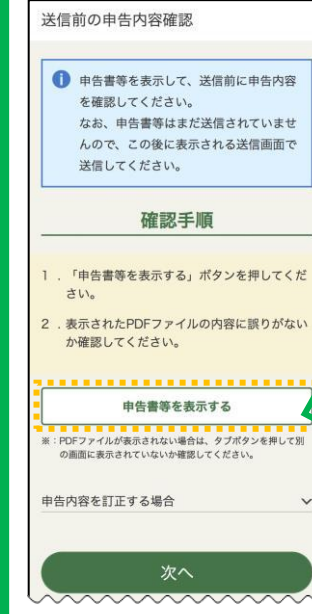 送信前の申告内容確認
申告書等を表示して、送信前に申告内容
を確認してください。
なお、申告書等はまだ送信されていませ
んので、この後に表示される送信画面で
送信してください。
確認手順
1．「申告書等を表示する」ボタンを押してくだ
さい。
2．表示されたPDFファイルの内容に誤りがない
か確認してください。
申告書等を表示する
※：PDFファイルが表示されない場合は、タブボタンを押して別
の画面に表示されていないか確認してください。
申告内容を訂正する場合
次へ